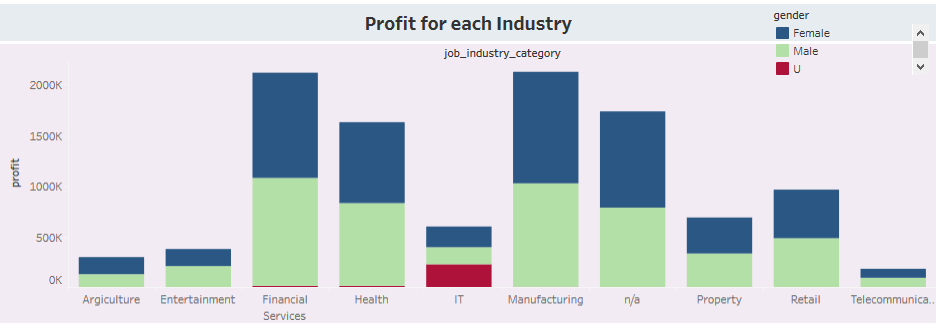 Profit for each Industry
gender
Female
Male
U
job_industry_category
profit
2000K
1500K
1000K
500K
0K
Argiculture
Entertainment
Financial
Services
Health
IT
Manufacturing
n/a
Property
Retail
Telecommunica..